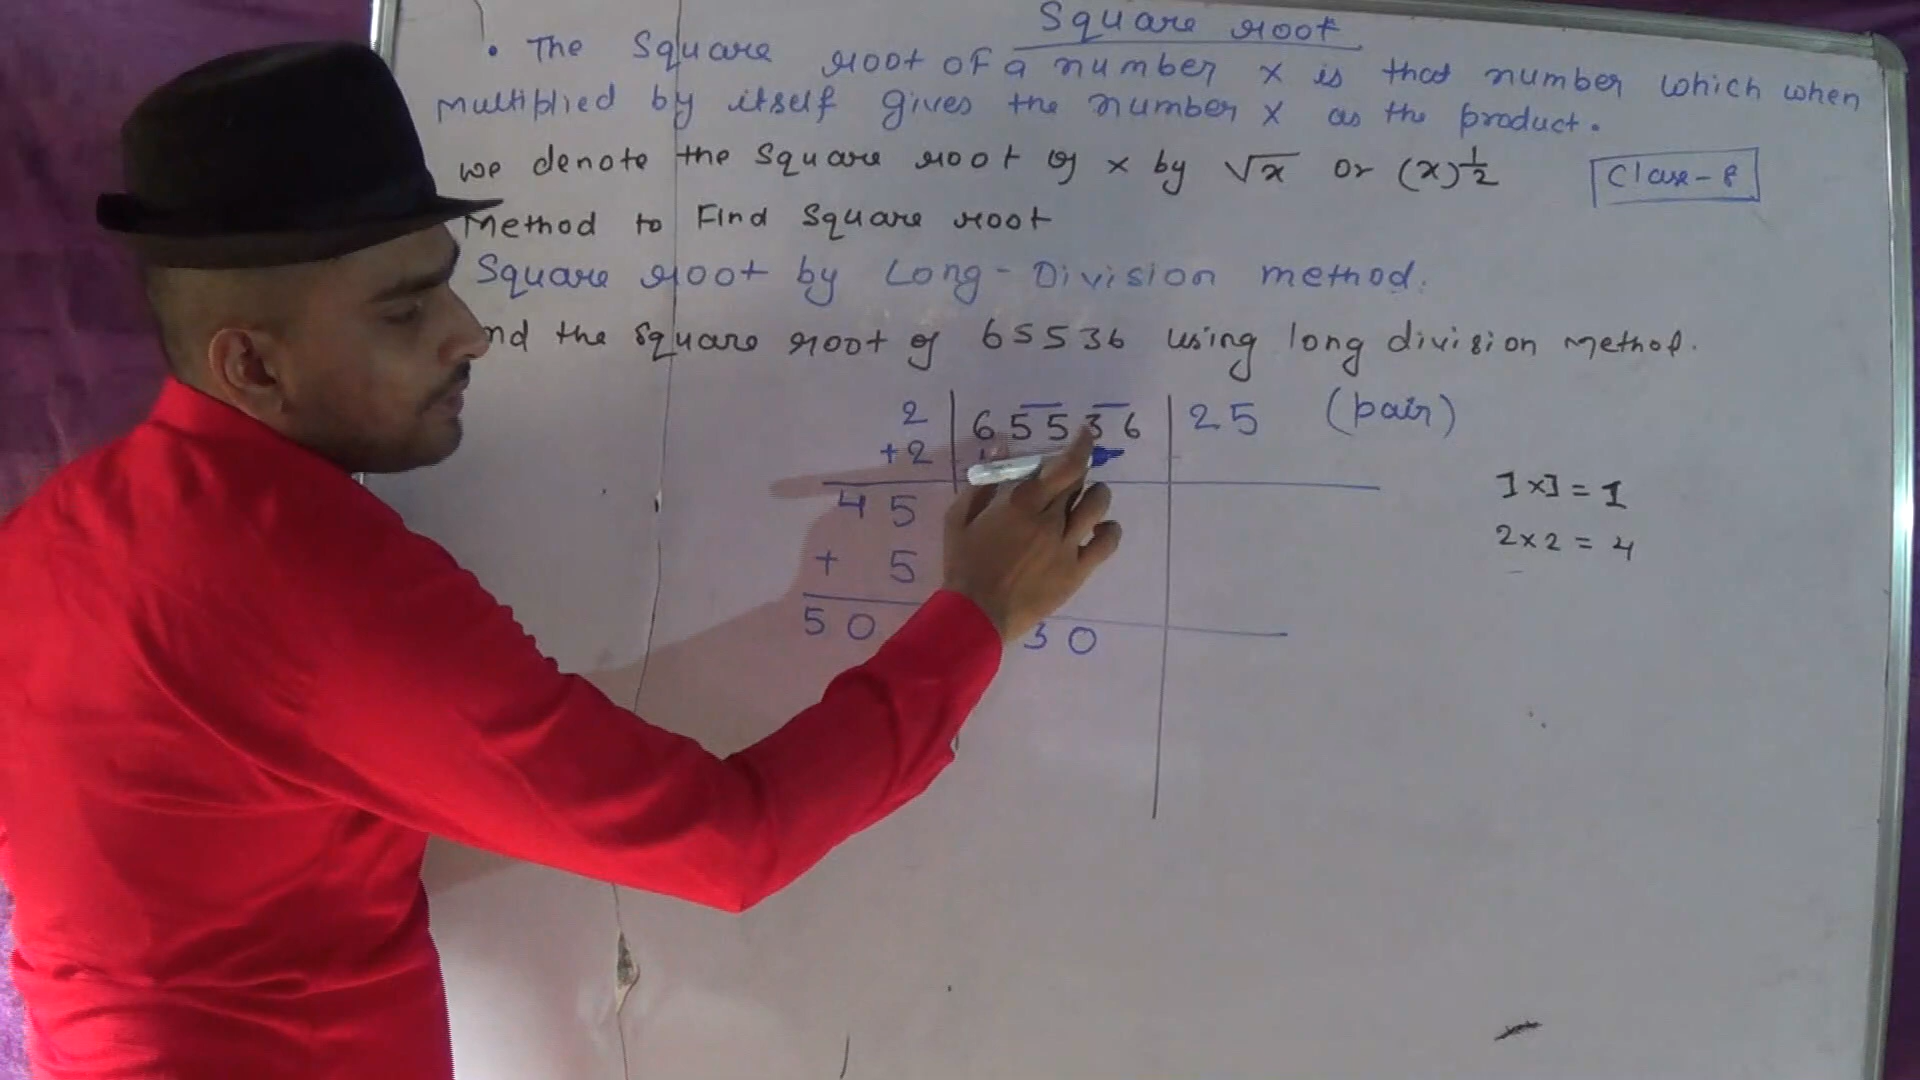 Square root
• The Square root of a number x is that number which when
multiplied by itself gives the number x as the product.
we denote the square root of x by √x or (x)½
Class-8
Method to Find Square root
Square root by Long-Division method.
nd the square root of 65536 using long division method.
2 65536 25 (pair)
+2
45
1×1=1
2×2=4
+ 5
50 30